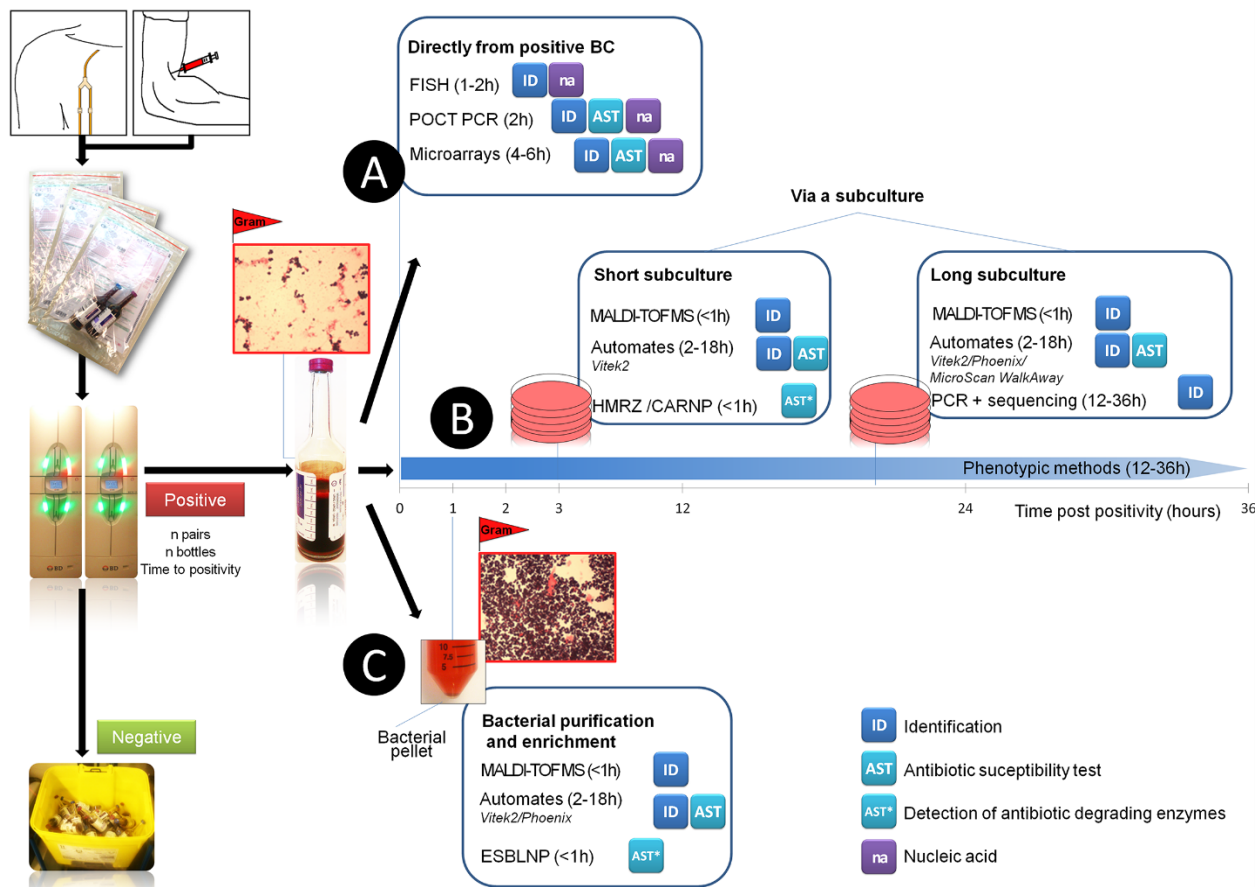 Directly from positive BC
FISH (1-2h)
ID
na
POCT PCR (2h)
ID
AST
na
Microarrays (4-6h)
ID
AST
na
A
Via a subculture
Gram
Short subculture
MALDI-TOFMS (<1h)
ID
Automates (2-18h)
ID
AST
Vitek2
HMRZ /CARNP (<1h)
AST*
Long subculture
MALDI-TOFMS (<1h)
ID
Automates (2-18h)
ID
AST
Vitek2/Phoenix/
MicroScan WalkAway
PCR + sequencing (12-36h)
ID
B
Phenotypic methods (12-36h)
0
1
2
3
12
24
36
Time post positivity (hours)
Positive
n pairs
n bottles
Time to positivity
BD
BD
Gram
C
10
7.5
5
Bacterial
pellet
Bacterial purification
and enrichment
MALDI-TOFMS (<1h)
ID
Automates (2-18h)
ID
AST
Vitek2/Phoenix
ESBLNP (<1h)
AST*
Negative
ID
Identification
AST
Antibiotic suceptibility test
AST*
Detection of antibiotic degrading enzymes
na
Nucleic acid